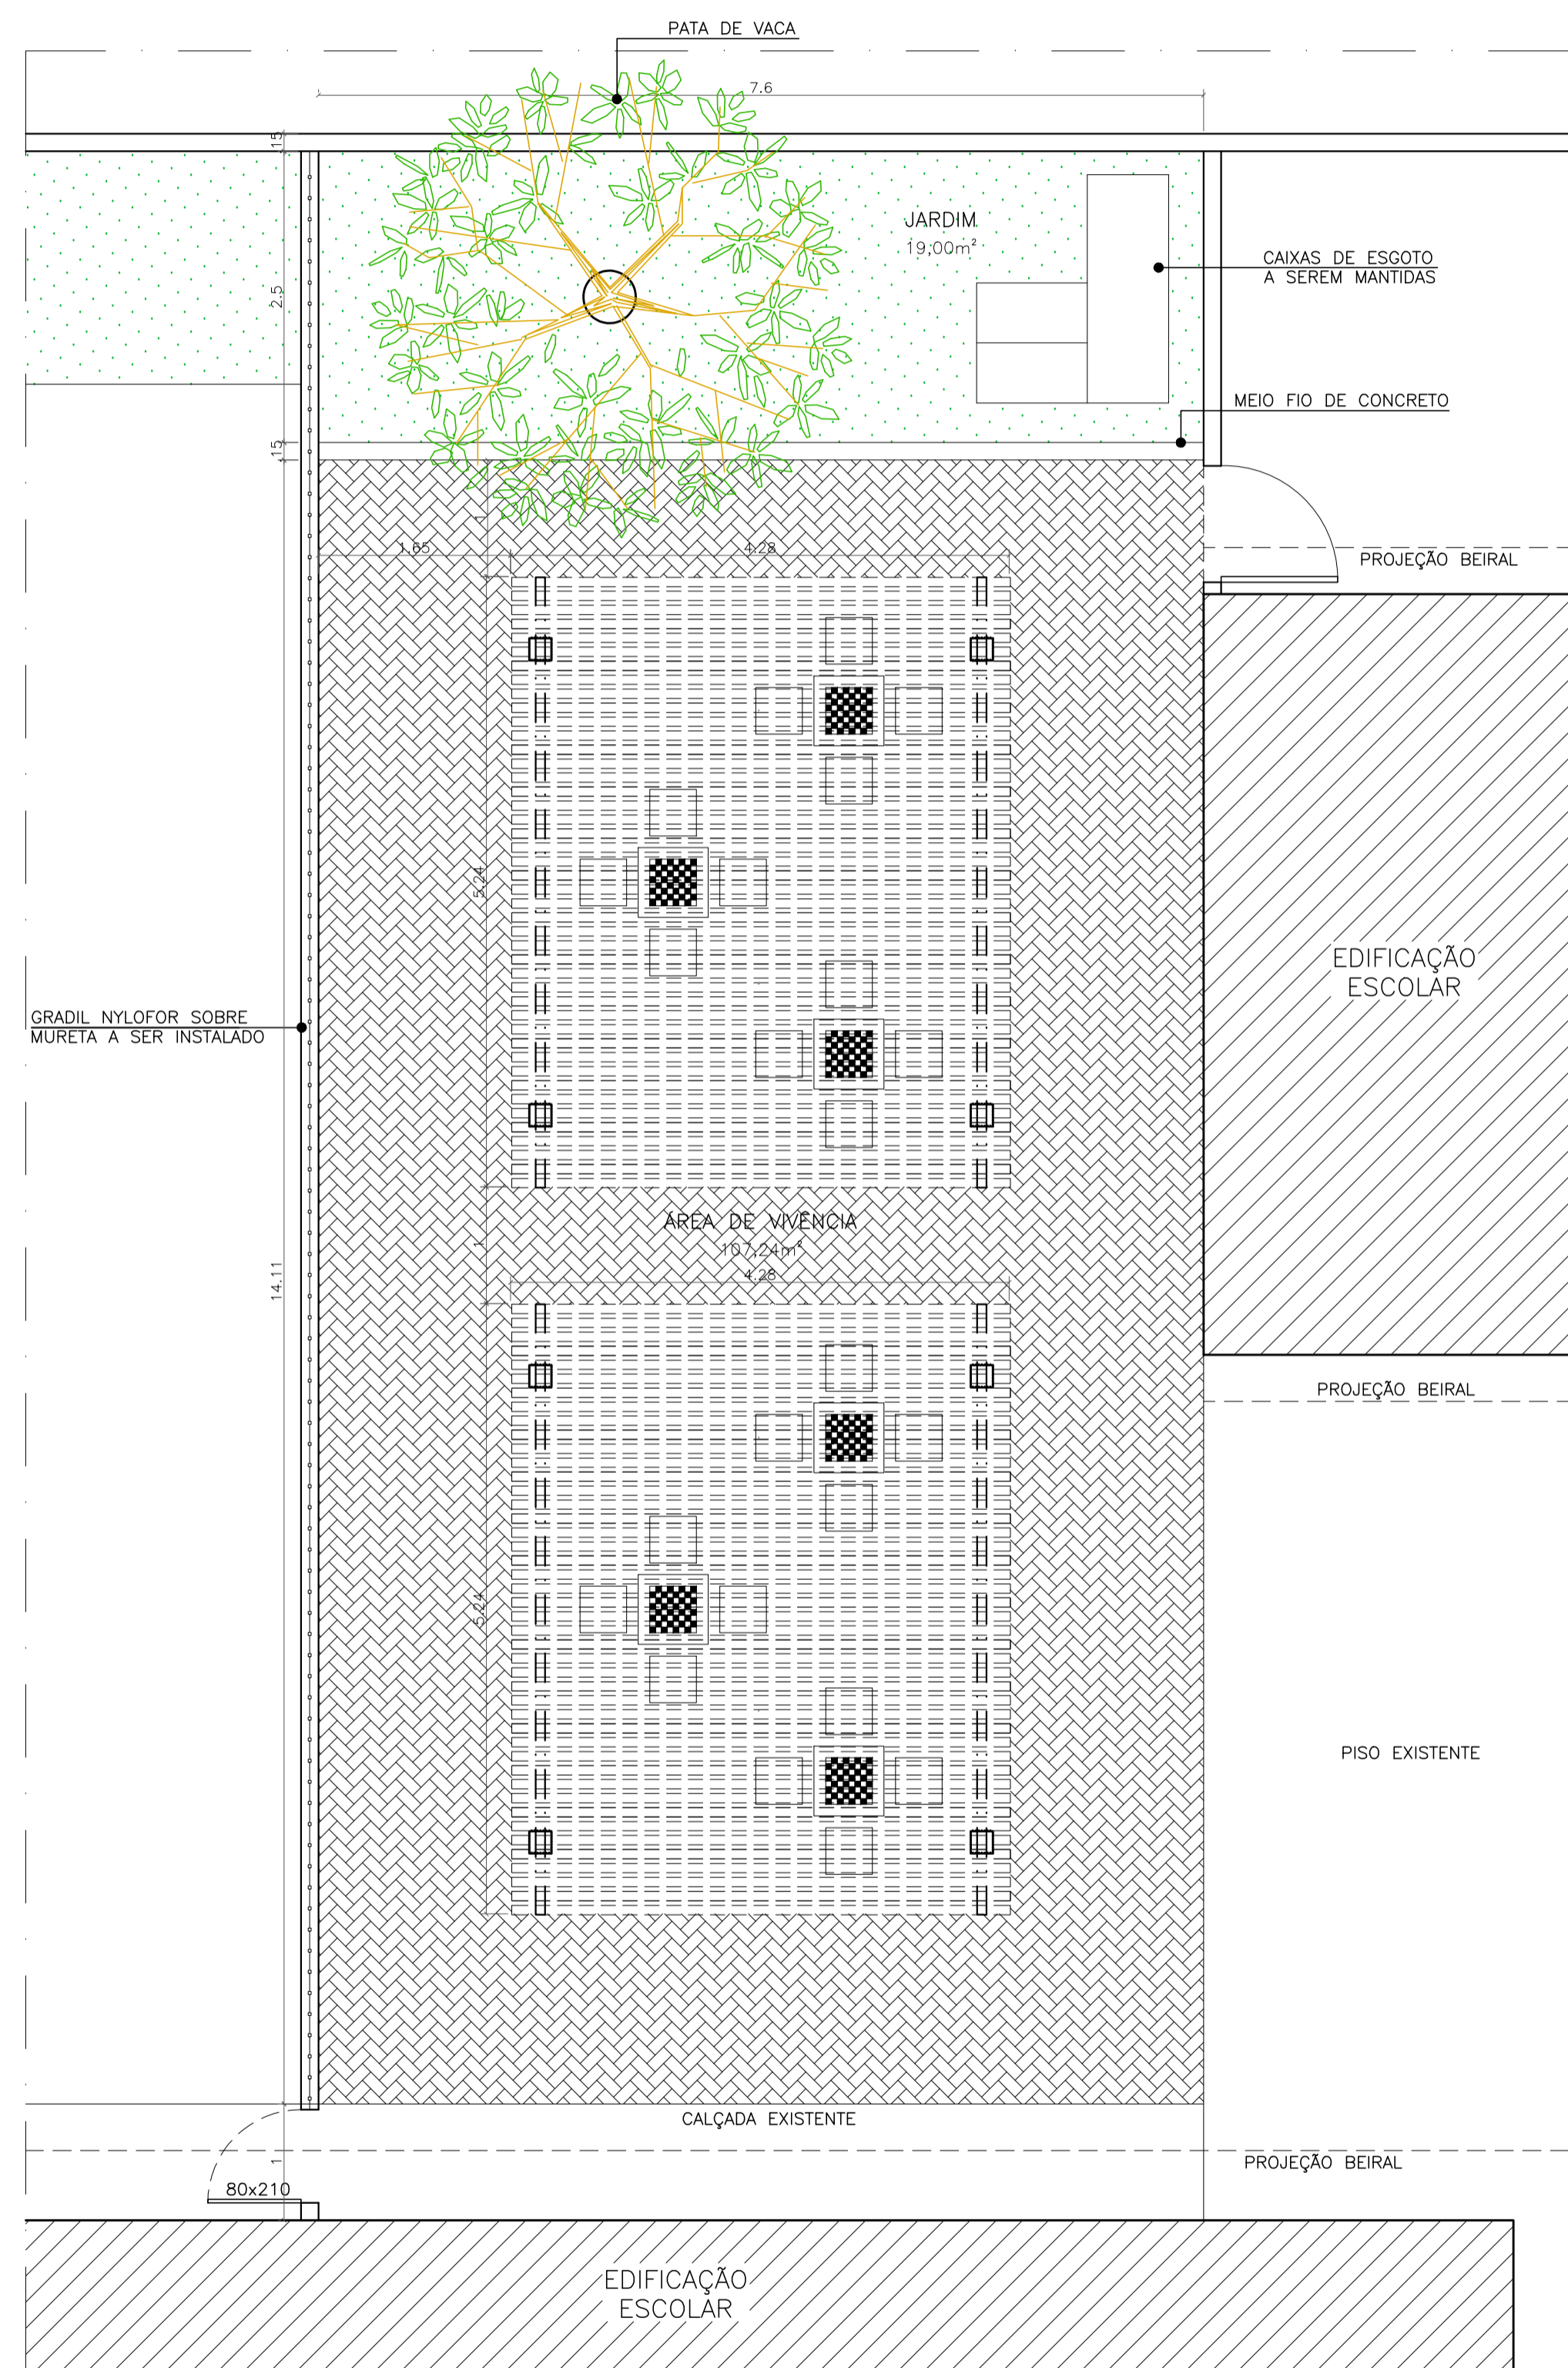 PATA DE VACA
7.6
15
JARDIM
19,00m²
CAIXAS DE ESGOTO
A SEREM MANTIDAS
2.5
MEIO FIO DE CONCRETO
15
1
1,65
4.28
PROJEÇÃO BEIRAL
5.24
EDIFICAÇÃO
ESCOLAR
GRADIL NYLOFOR SOBRE
MURETA A SER INSTALADO
ÁREA DE VIVÊNCIA
107,24m²
1
4.28
14.11
PROJEÇÃO BEIRAL
5.24
PISO EXISTENTE
CALÇADA EXISTENTE
1
PROJEÇÃO BEIRAL
80x210
EDIFICAÇÃO
ESCOLAR